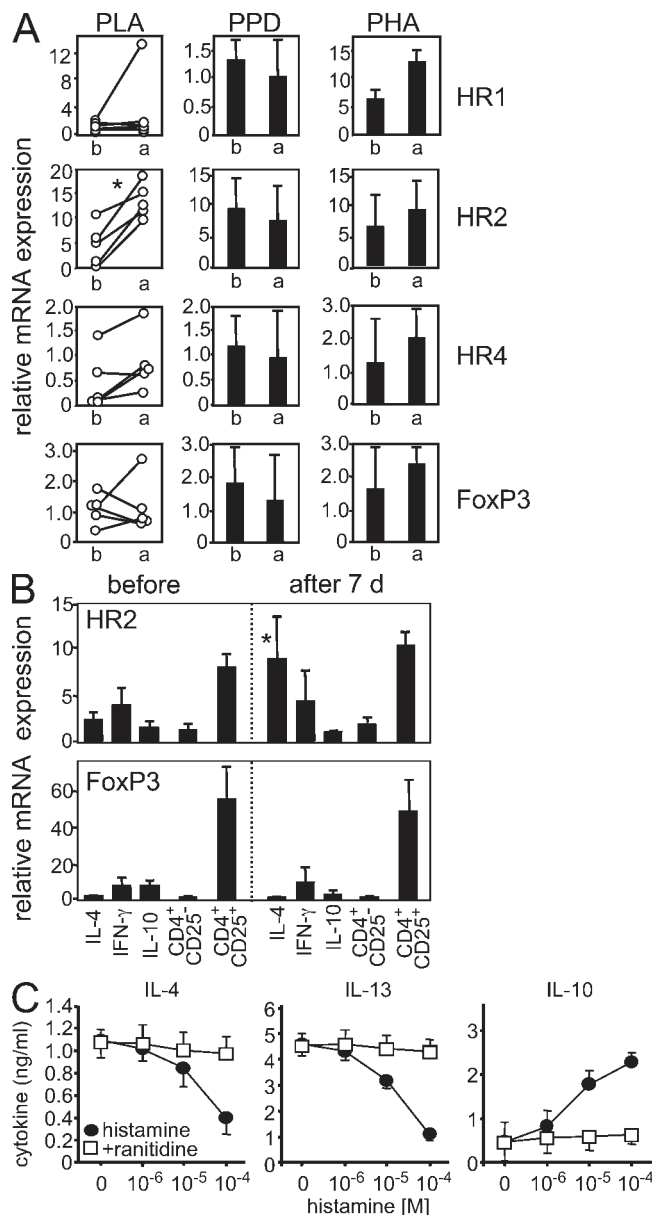 A PLA PPD PHA
relative mRNA expression
12
8
4
0
b a
1.5
1.0
0.5
0.0
b a
15
10
5
0
b a
HR1
20
15
10
5
0
*
b a
15
10
5
0
b a
15
10
5
0
b a
HR2
2.0
1.5
1.0
0.5
0
b a
2.0
1.5
1.0
0.5
0.0
b a
3.0
2.0
1.0
0
b a
HR4
3.0
2.0
1.0
0
b a
3.0
2.0
1.0
0
b a
3.0
2.0
1.0
0
b a
FoxP3
B before after 7 d
relative mRNA expression
15
10
5
0
HR2
*
60
40
20
0
FoxP3
IL-4 IFN-γ IL-10 CD4+CD25- CD4+CD25+ IL-4 IFN-γ IL-10 CD4+CD25- CD4+CD25+
C IL-4 IL-13 IL-10
cytokine (ng/ml)
1.4
1.2
1.0
0.8
0.6
0.4
0.2
0
histamine
+ranitidine
0 10-6 10-5 10-4
6
5
4
3
2
1
0
0 10-6 10-5 10-4
2
1
0
0 10-6 10-5 10-4
histamine [M]